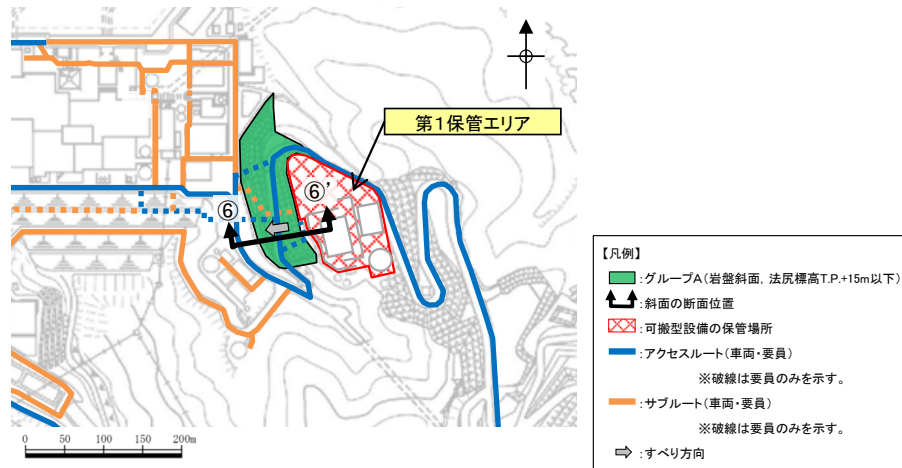 第1保管エリア
⑥
⑥'
0 50 100 150 200m
【凡例】
:グループA(岩盤斜面, 法尻標高T.P.+15m以下)
:斜面の断面位置
:可搬型設備の保管場所
:アクセスルート(車両・要員)
※破線は要員のみを示す。
:サブルート(車両・要員)
※破線は要員のみを示す。
:すべり方向